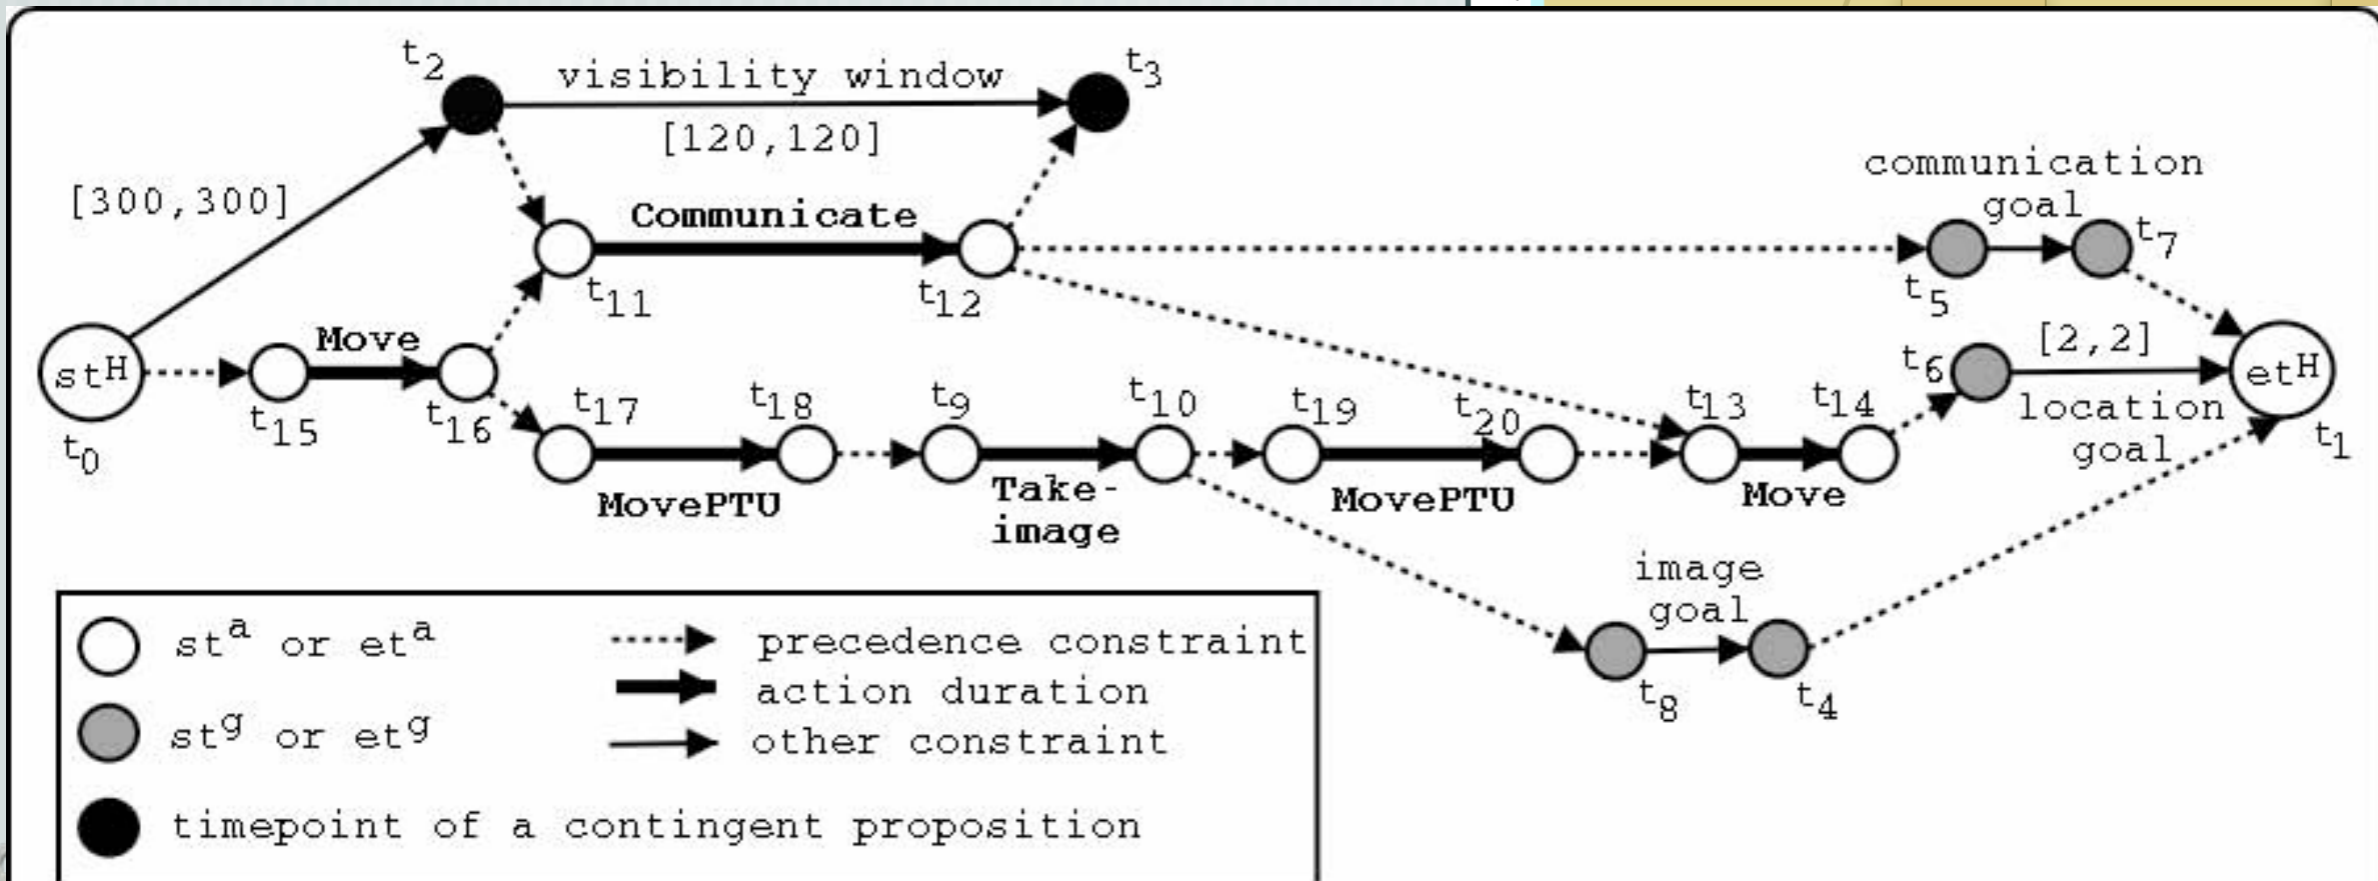 t2
visibility window
t3
[120,120]
[300,300]
communication
goal
t7
Communicate
t11
t12
t5
Move
[2,2]
t6
stH
etH
t15
t16
t17
t18
t9
t10
t19
t20
t13
t14
location
goal
t0
t1
MovePTU
Take-
image
MovePTU
Move
image
goal
t8
t4
sta or eta
precedence constraint
action duration
stg or etg
other constraint
timepoint of a contingent proposition